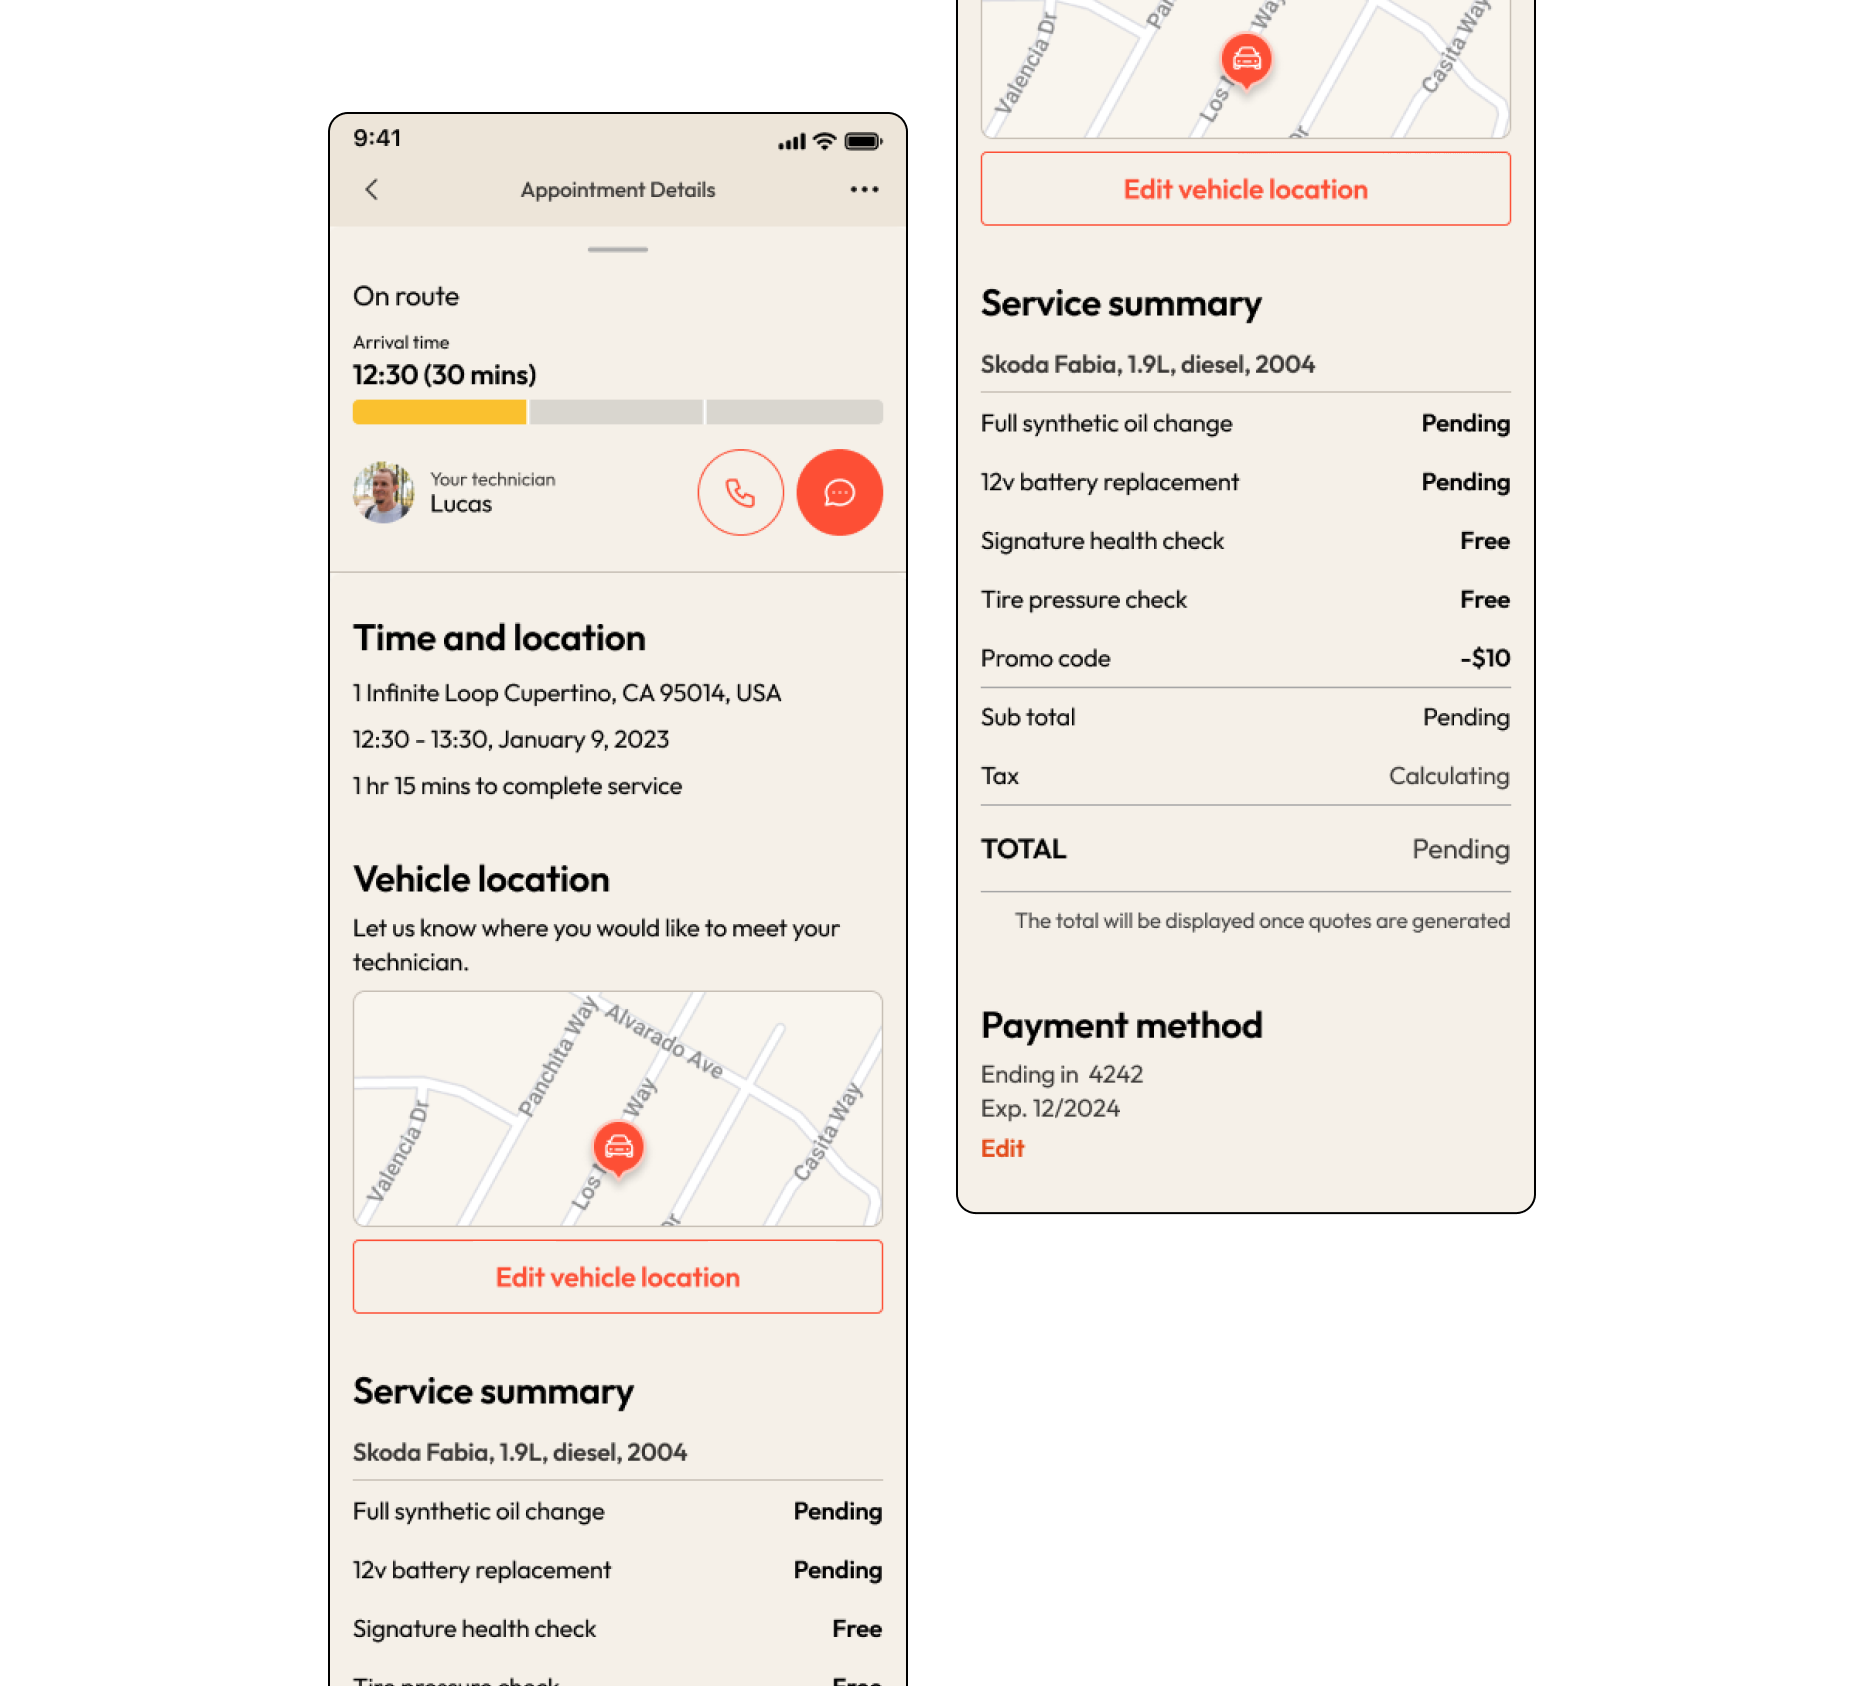 9:41
Appointment Details
On route
Arrival time
12:30 (30 mins)
Your technician
Lucas
Time and location
1 Infinite Loop Cupertino, CA 95014, USA
12:30 - 13:30, January 9, 2023
1 hr 15 mins to complete service
Vehicle location
Let us know where you would like to meet your
technician.
Panchita Way
Alvarado Ave
Valencia Dr
Los
Way
Casita Way
Edit vehicle location
Service summary
Skoda Fabia, 1.9L, diesel, 2004
Full synthetic oil change Pending
12v battery replacement Pending
Signature health check Free
Tire pressure check Free
Valencia Dr
Los
Way
Casita Way
Edit vehicle location
Service summary
Skoda Fabia, 1.9L, diesel, 2004
Full synthetic oil change Pending
12v battery replacement Pending
Signature health check Free
Tire pressure check Free
Promo code -$10
Sub total Pending
Tax Calculating
TOTAL Pending
The total will be displayed once quotes are generated
Payment method
Ending in 4242
Exp. 12/2024
Edit